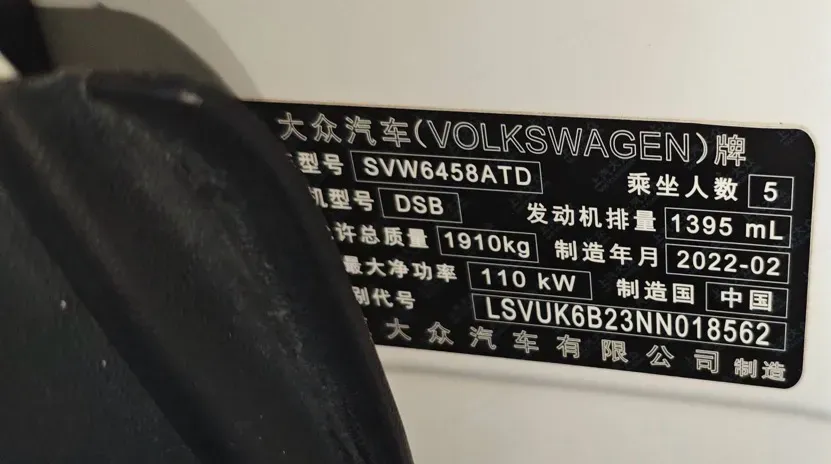 大众汽车(VOLKSWAGEN)牌
型号 SVW6458ATD 乘坐人数 5
机型号 DSB 发动机排量 1395 mL
许总质量 1910kg 制造年月 2022-02
最大净功率 110 kW 制造国 中国
别代号 LSVUK6B23NN018562
大众汽车有限公司制造